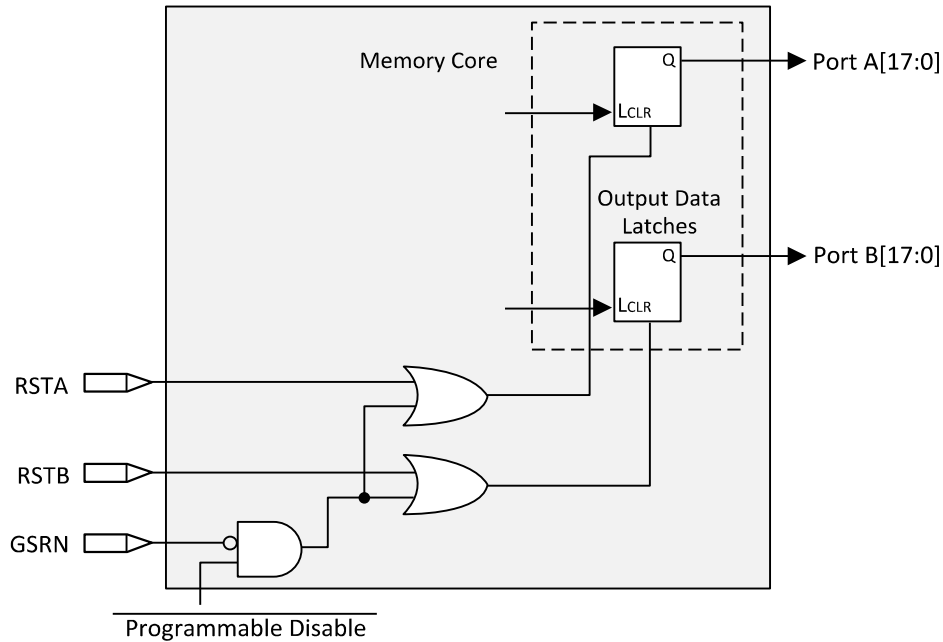 Memory Core
Q
Port A[17:0]
LCLR
Output Data
Latches
Q
Port B[17:0]
LCLR
RSTA
RSTB
GSRN
Programmable Disable